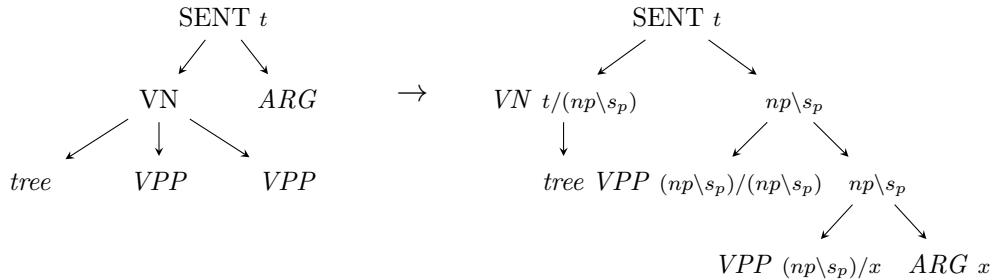 SENT t SENT t
VN ARG → VN t/(np\s_p) np\s_p
tree VPP VPP tree VPP (np\s_p)/(np\s_p) np\s_p
VPP (np\s_p)/x ARG x